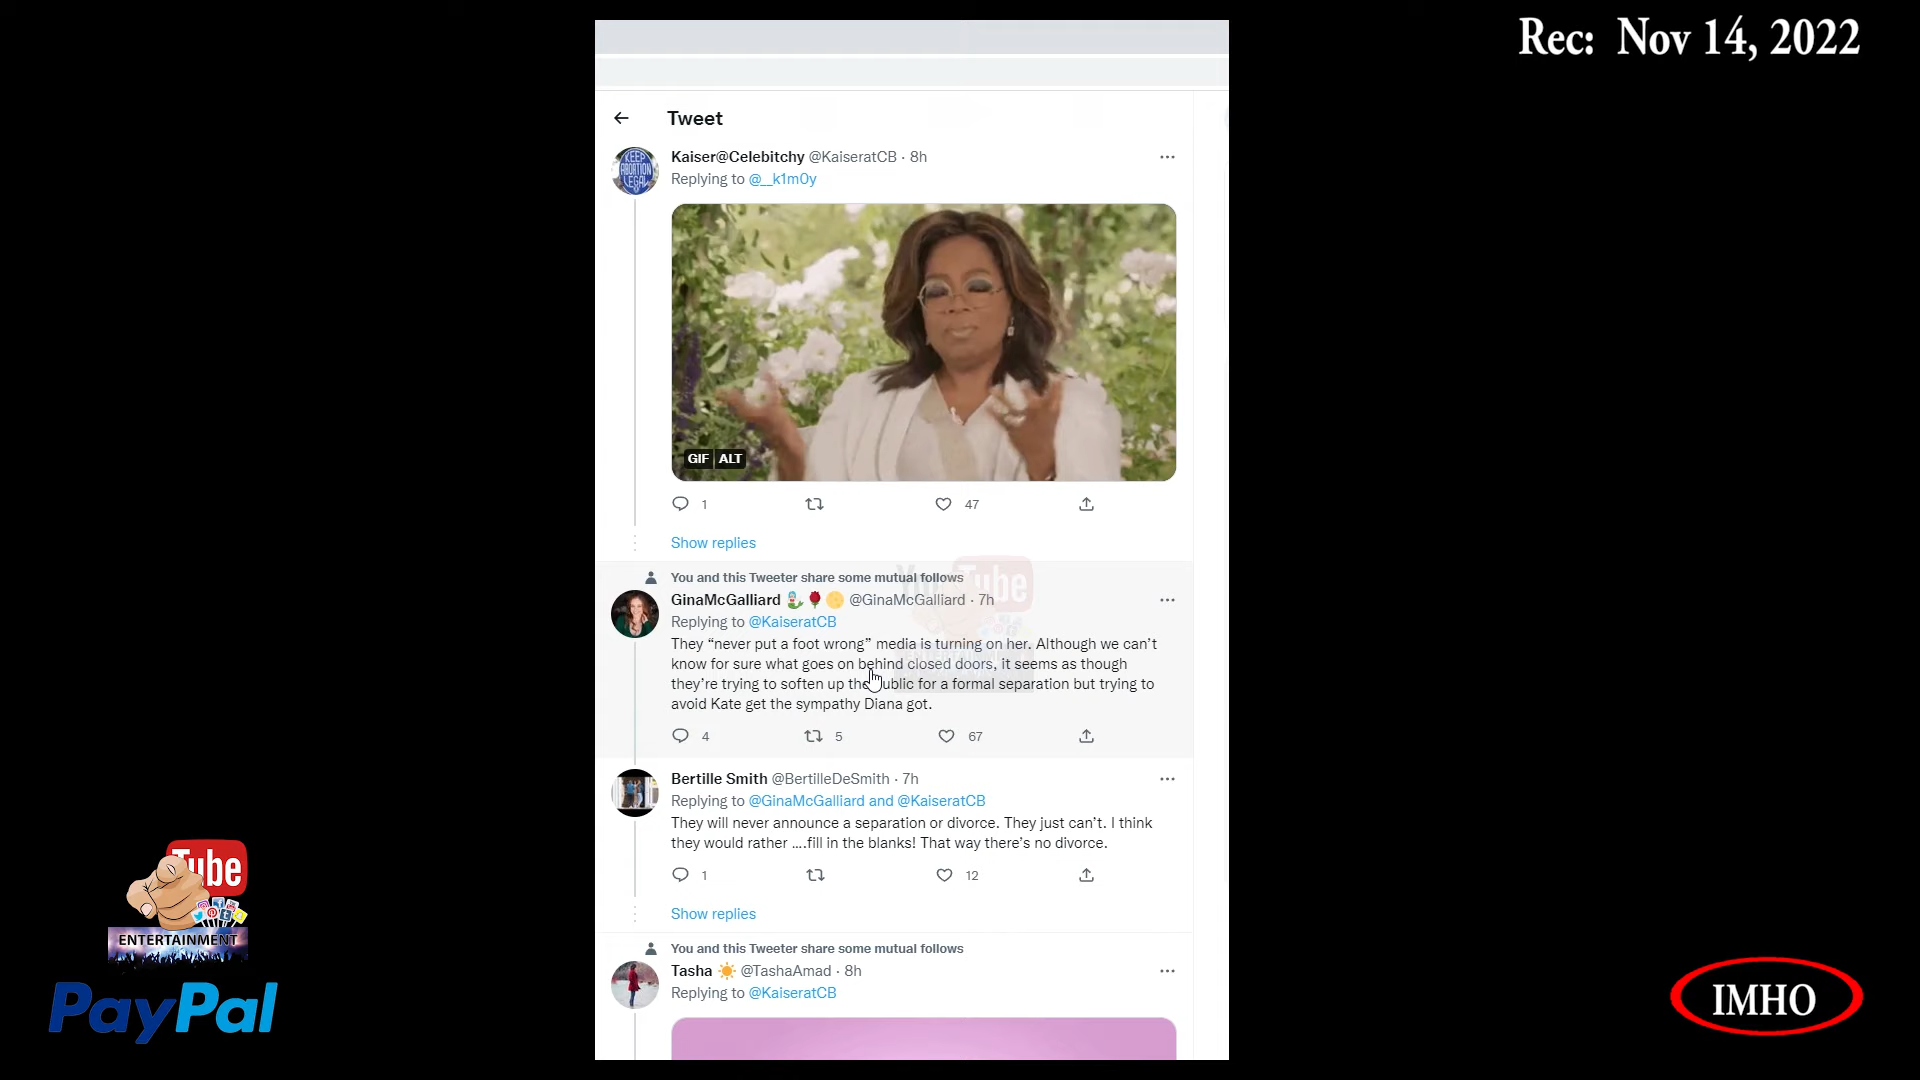 Rec: Nov 14, 2022
Tweet
Kaiser@Celebitchy @KaiseratCB · 8h
Replying to @__k1m0y
KEEP
ABORTION
LEGAL
GIF ALT
1 47
Show replies
You and this Tweeter share some mutual follows
GinaMcGalliard @GinaMcGalliard · 7h
Replying to @KaiseratCB
They “never put a foot wrong” media is turning on her. Although we can’t
know for sure what goes on behind closed doors, it seems as though
they’re trying to soften up the public for a formal separation but trying to
avoid Kate get the sympathy Diana got.
4 5 67
Bertille Smith @BertilleDeSmith · 7h
Replying to @GinaMcGalliard and @KaiseratCB
They will never announce a separation or divorce. They just can’t. I think
they would rather ....fill in the blanks! That way there’s no divorce.
1 12
Show replies
You and this Tweeter share some mutual follows
Tasha @TashaAmad · 8h
Replying to @KaiseratCB
Tube
ENTERTAINMENT
PayPal
IMHO